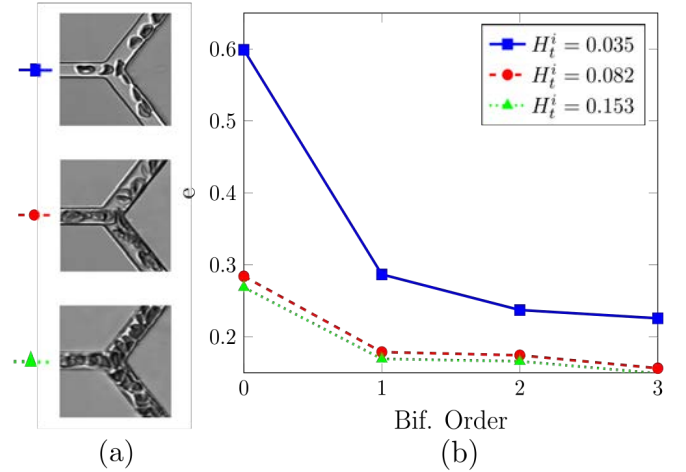 0.6
0.5
0.4
0.3
0.2
e
H_t^i = 0.035
H_t^i = 0.082
H_t^i = 0.153
0 1 2 3
Bif. Order
(a) (b)